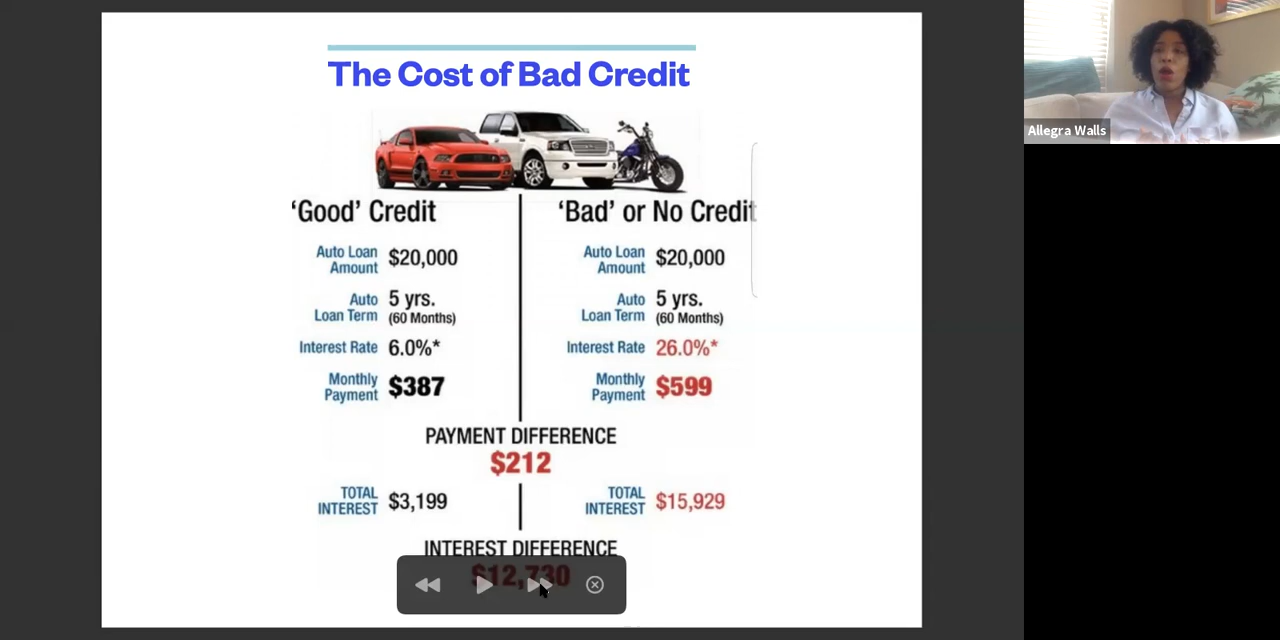 The Cost of Bad Credit
Allegra Walls
‘Good’ Credit
‘Bad’ or No Credit
Auto Loan
Amount
$20,000
Auto Loan
Amount
$20,000
Auto
Loan Term
5 yrs.
(60 Months)
Auto
Loan Term
5 yrs.
(60 Months)
Interest Rate 6.0%*
Interest Rate 26.0%*
Monthly
Payment
$387
Monthly
Payment
$599
PAYMENT DIFFERENCE
$212
TOTAL
INTEREST
$3,199
TOTAL
INTEREST
$15,929
INTEREST DIFFERENCE
$12,730